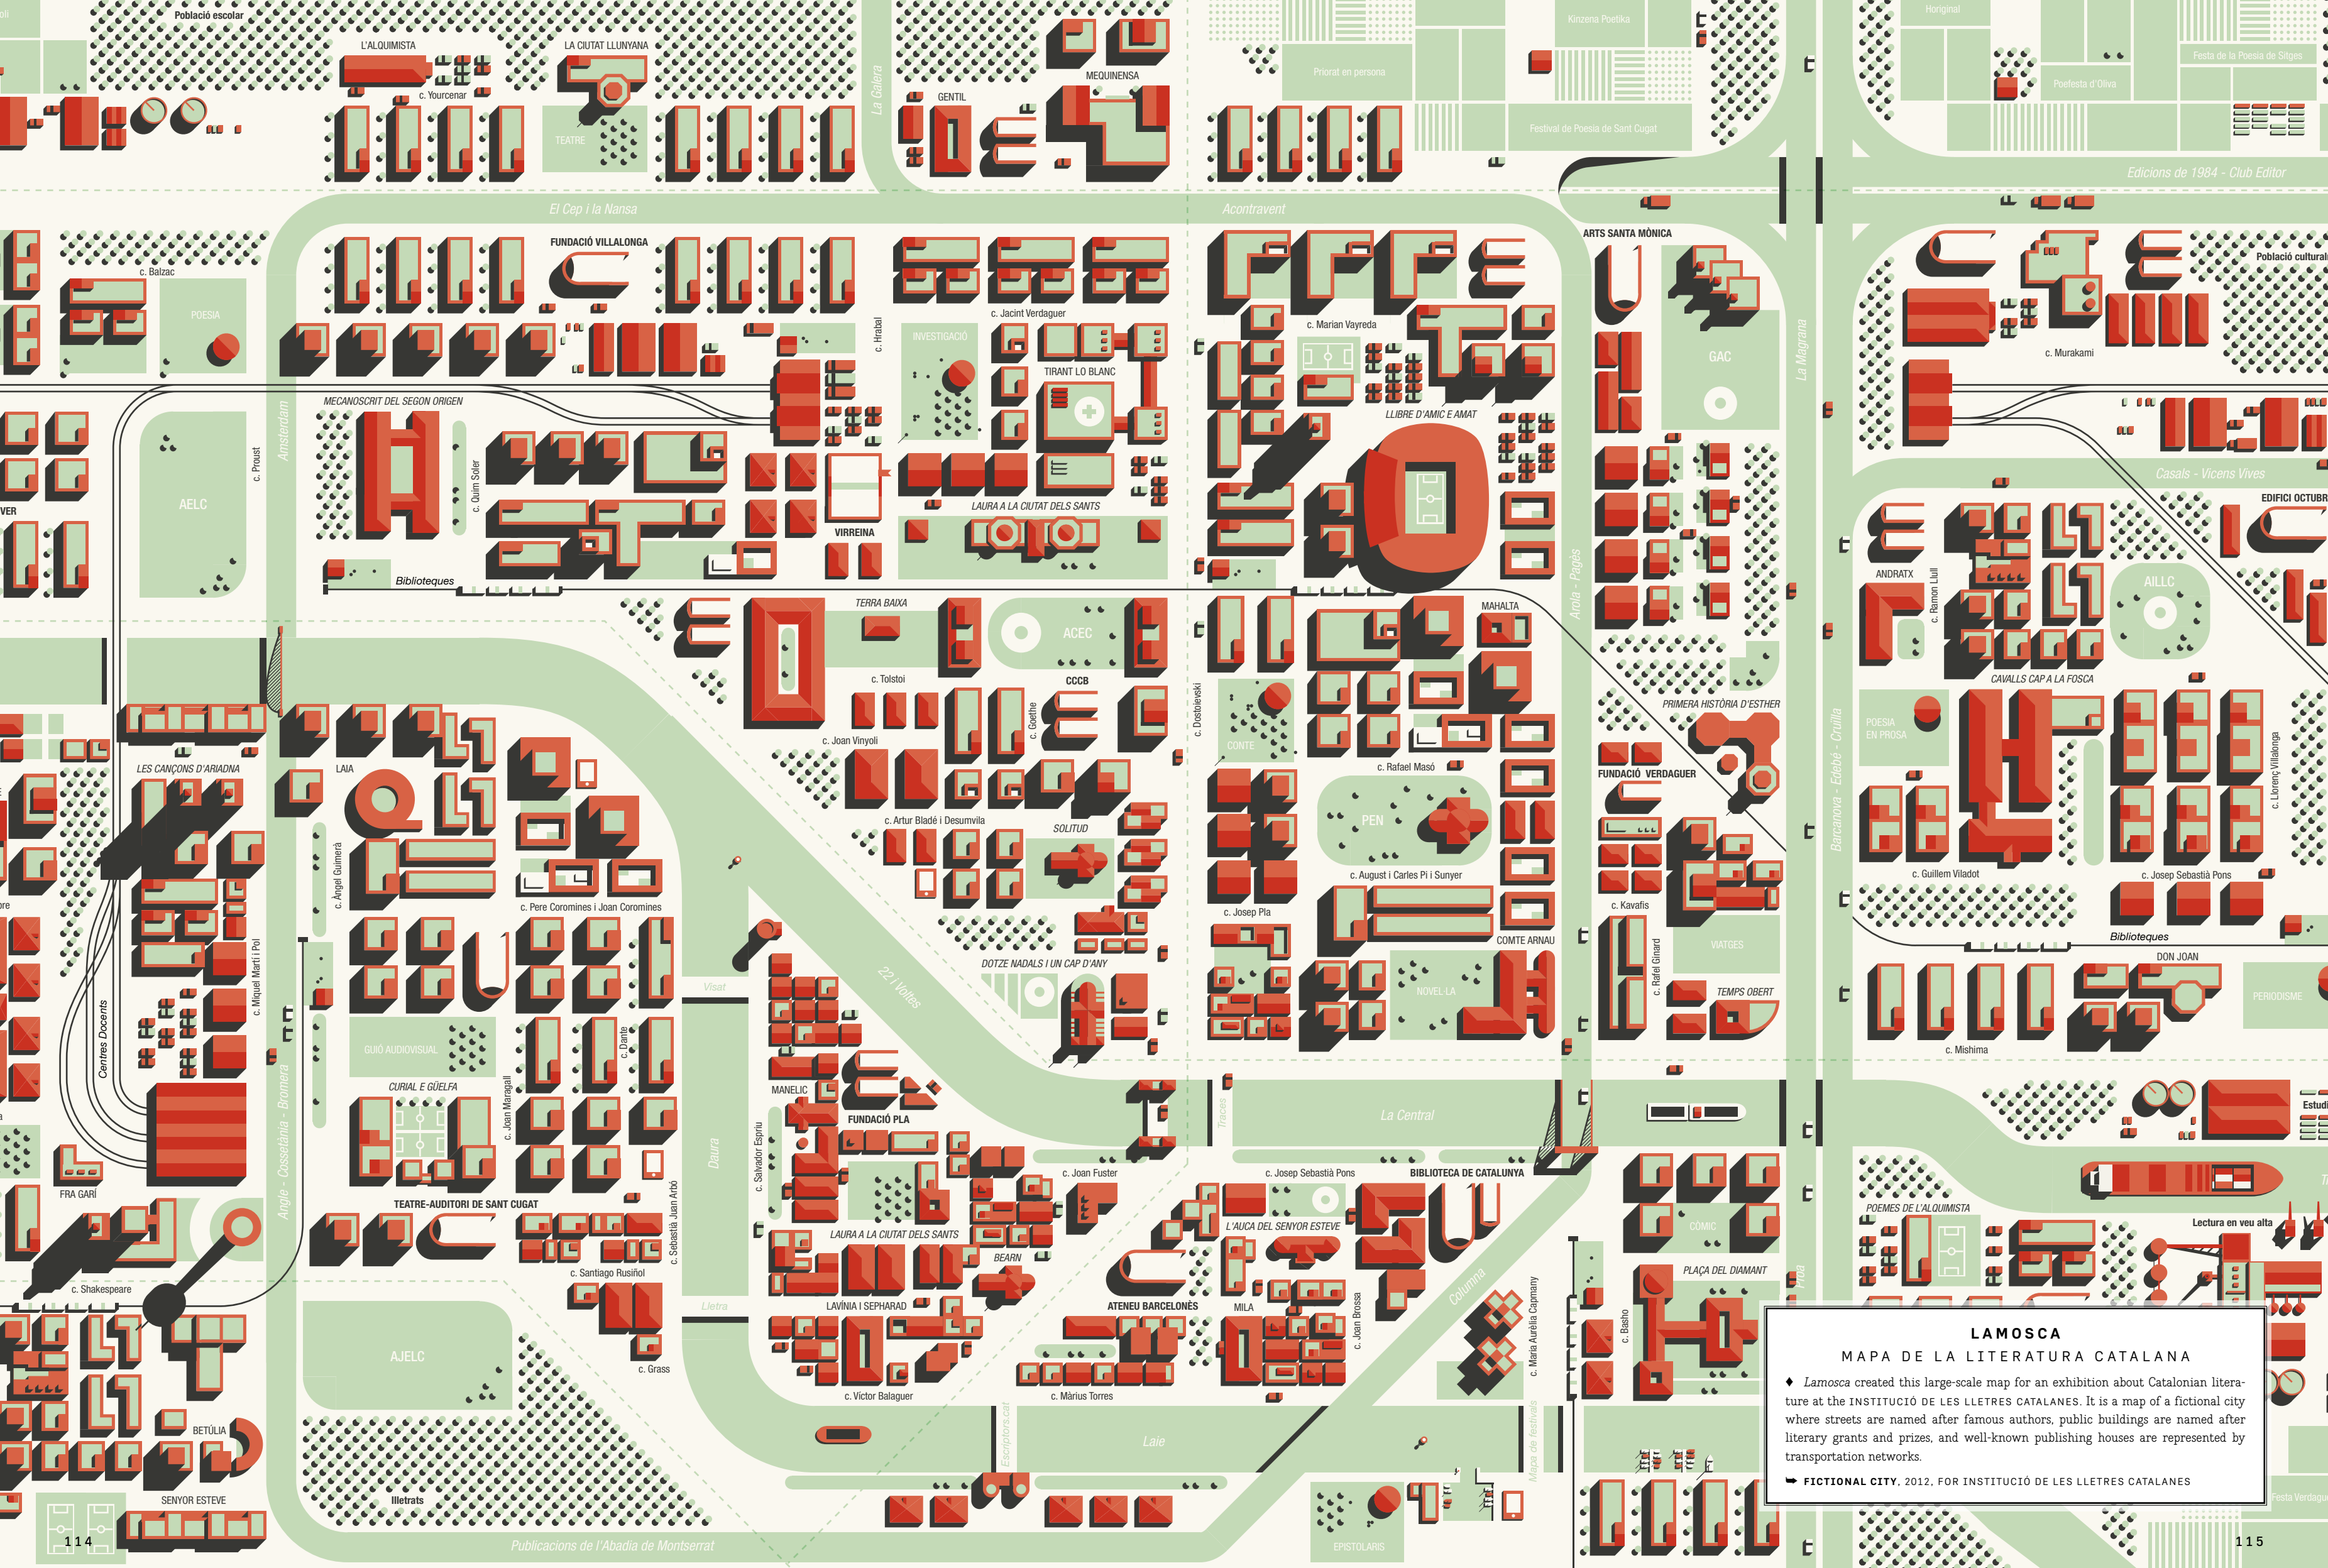 Població escolar
L'ALQUIMISTA
LA CIUTAT LLUNYANA
c. Yourcenar
TEATRE
La Galera
GENTIL
MEQUINENSA
Priorat en persona
Kinzena Poetika
Festival de Poesia de Sant Cugat
Horiginal
Festa de la Poesia de Sitges
Poefesta d'Oliva
Edicions de 1984 - Club Editor
El Cep i la Nansa
Acontravent
c. Balzac
POESIA
FUNDACIÓ VILLALONGA
c. Jacint Verdaguer
c. Hrabal
INVESTIGACIÓ
TIRANT LO BLANC
c. Marian Vayreda
ARTS SANTA MÒNICA
GAC
La Magrana
Població cultural
c. Murakami
MECANOSCRIT DEL SEGON ORIGEN
Amsterdam
c. Proust
AELC
c. Quim Soler
LLIBRE D'AMIC E AMAT
Casals - Vicens Vives
EDIFICI OCTUBR
VER
LAURA A LA CIUTAT DELS SANTS
VIRREINA
Biblioteques
Arola - Pagès
ANDRATX
c. Ramon Llull
AILLC
TERRA BAIXA
ACEC
MAHALTA
c. Tolstoi
CCCB
c. Goethe
c. Dostoievski
CONTE
CAVALLS CAP A LA FOSCA
PRIMERA HISTÒRIA D'ESTHER
POESIA
EN PROSA
Barcanova - Edebé - Cruïlla
c. Llorenç Villalonga
c. Joan Vinyoli
c. Rafael Masó
LES CANÇONS D'ARIADNA
LAIA
FUNDACIÓ VERDAGUER
PEN
c. Artur Bladé i Desumvila
SOLITUD
c. Àngel Guimerà
c. August i Carles Pi i Sunyer
c. Guillem Viladot
c. Josep Sebastià Pons
c. Pere Coromines i Joan Coromines
c. Josep Pla
c. Kavafis
Biblioteques
COMTE ARNAU
VIATGES
c. Rafel Ginard
DON JOAN
c. Miquel Martí i Pol
DOTZE NADALS I UN CAP D'ANY
22 i Voltes
Visat
NOVEL·LA
TEMPS OBERT
PERIODISME
Centres Docents
GUIÓ AUDIOVISUAL
c. Dante
c. Mishima
CURIAL E GÜELFA
MANELIC
Angle - Cossetània - Bromera
c. Joan Maragall
Daura
c. Salvador Espriu
FUNDACIÓ PLA
Traces
La Central
Estudi
c. Joan Fuster
c. Josep Sebastià Pons
BIBLIOTECA DE CATALUNYA
FRA GARÍ
TEATRE-AUDITORI DE SANT CUGAT
c. Sebastià Juan Arbó
LAURA A LA CIUTAT DELS SANTS
L'AUCA DEL SENYOR ESTEVE
CÒMIC
POEMES DE L'ALQUIMISTA
Lectura en veu alta
BEARN
c. Santiago Rusiñol
PLAÇA DEL DIAMANT
Proa
c. Shakespeare
Columna
Lletra
LAVÍNIA I SEPHARAD
ATENEU BARCELONÈS
MILA
c. Joan Brossa
c. Maria Aurèlia Capmany
c. Basho
AJELC
c. Grass
c. Víctor Balaguer
c. Màrius Torres
BETÚLIA
Escriptors.cat
Laie
Mapa de festivals
SENYOR ESTEVE
Illetrats
Publicacions de l'Abadia de Montserrat
EPISTOLARIS
LAMOSCA
MAPA DE LA LITERATURA CATALANA
♦ Lamosca created this large-scale map for an exhibition about Catalonian litera-
ture at the INSTITUCIÓ DE LES LLETRES CATALANES. It is a map of a fictional city
where streets are named after famous authors, public buildings are named after
literary grants and prizes, and well-known publishing houses are represented by
transportation networks.
FICTIONAL CITY, 2012, FOR INSTITUCIÓ DE LES LLETRES CATALANES
Festa Verdague
114
115